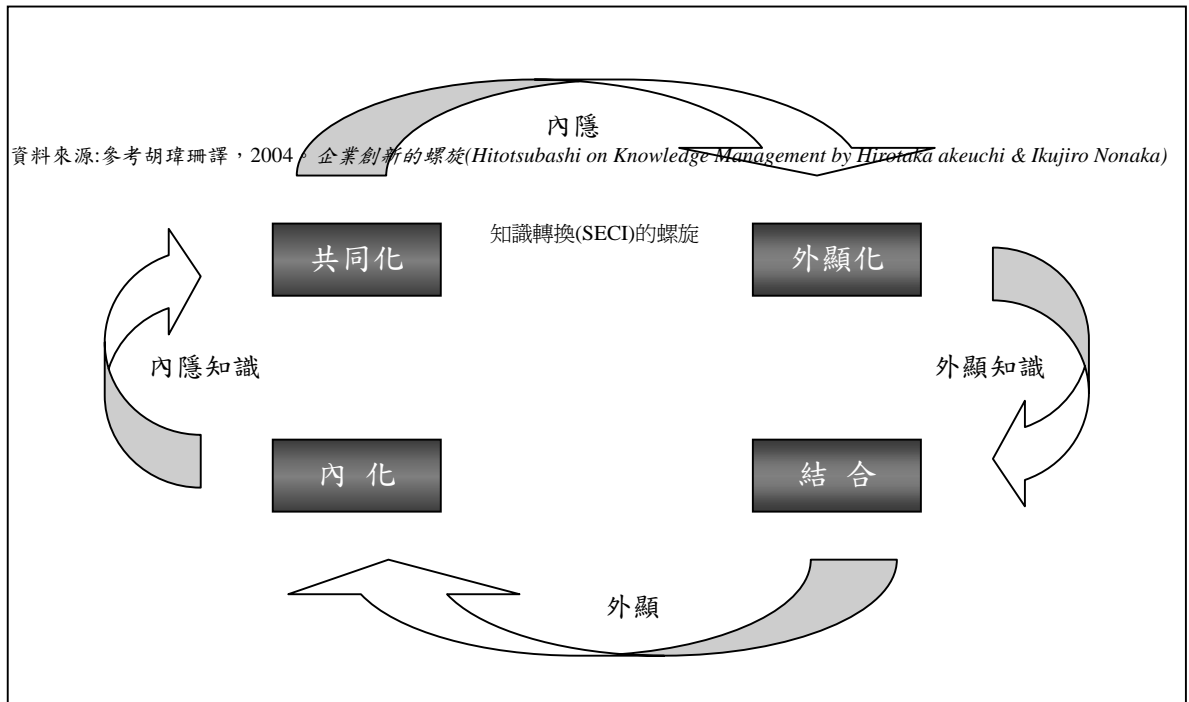 內隱
資料來源:參考胡瑋珊譯，2004。企業創新的螺旋(Hitotsubashi on Knowledge Management by Hirotaka akeuchi & Ikujiro Nonaka)
知識轉換(SECI)的螺旋
共同化
外顯化
內隱知識
外顯知識
內 化
結 合
外顯